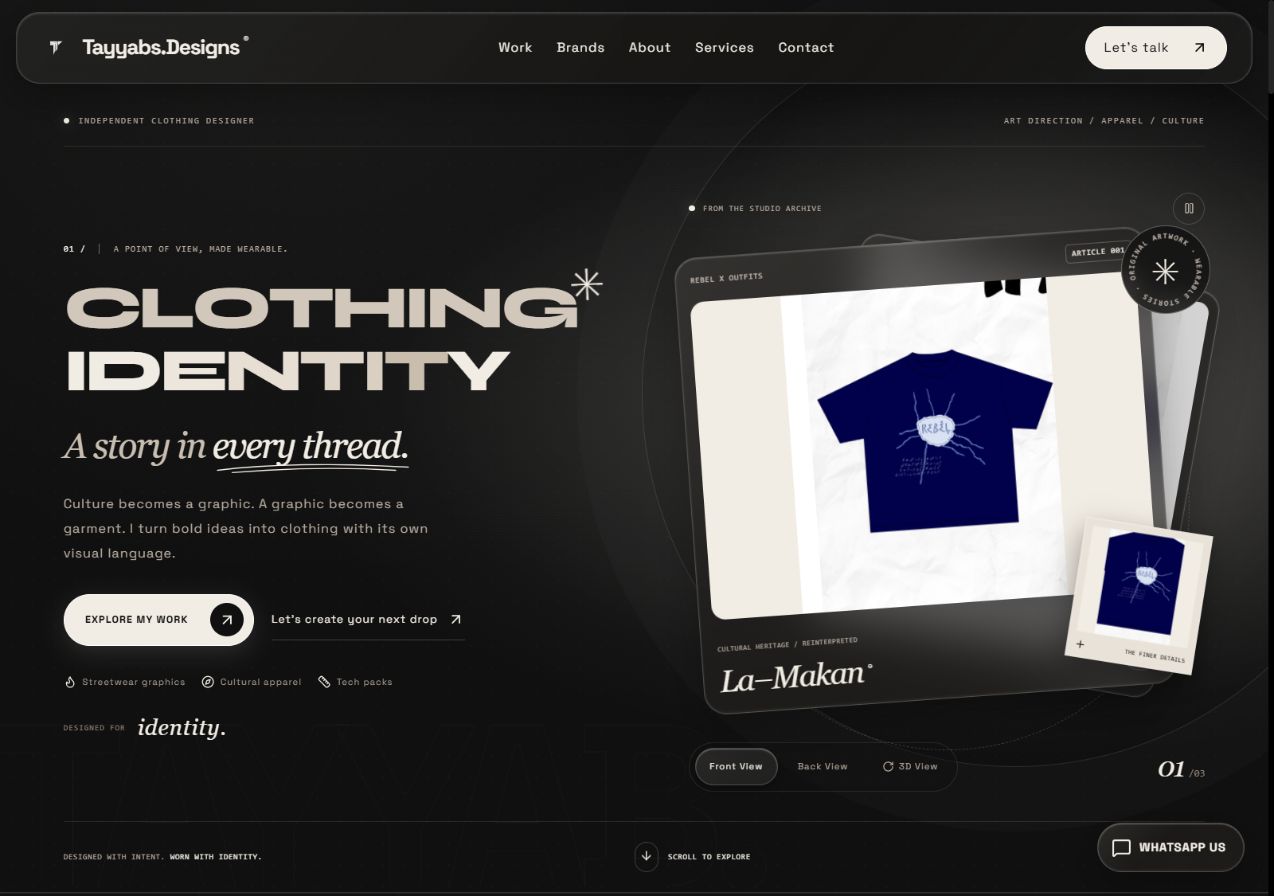 Tayyabs.Designs®
Work Brands About Services Contact
Let's talk
INDEPENDENT CLOTHING DESIGNER
ART DIRECTION / APPAREL / CULTURE
FROM THE STUDIO ARCHIVE
01 / A POINT OF VIEW, MADE WEARABLE.
CLOTHING
IDENTITY
A story in every thread.
Culture becomes a graphic. A graphic becomes a
garment. I turn bold ideas into clothing with its own
visual language.
EXPLORE MY WORK
Let's create your next drop
Streetwear graphics Cultural apparel Tech packs
DESIGNED FOR identity.
REBEL X OUTFITS
ARTICLE 001
ORIGINAL ARTWORK · WEARABLE STORIES ·
REBEL
REBEL
THE FINER DETAILS
CULTURAL HERITAGE / REINTERPRETED
La–Makan°
Front View Back View 3D View
01 /03
TAYYAB
DESIGNED WITH INTENT. WORN WITH IDENTITY.
SCROLL TO EXPLORE
WHATSAPP US